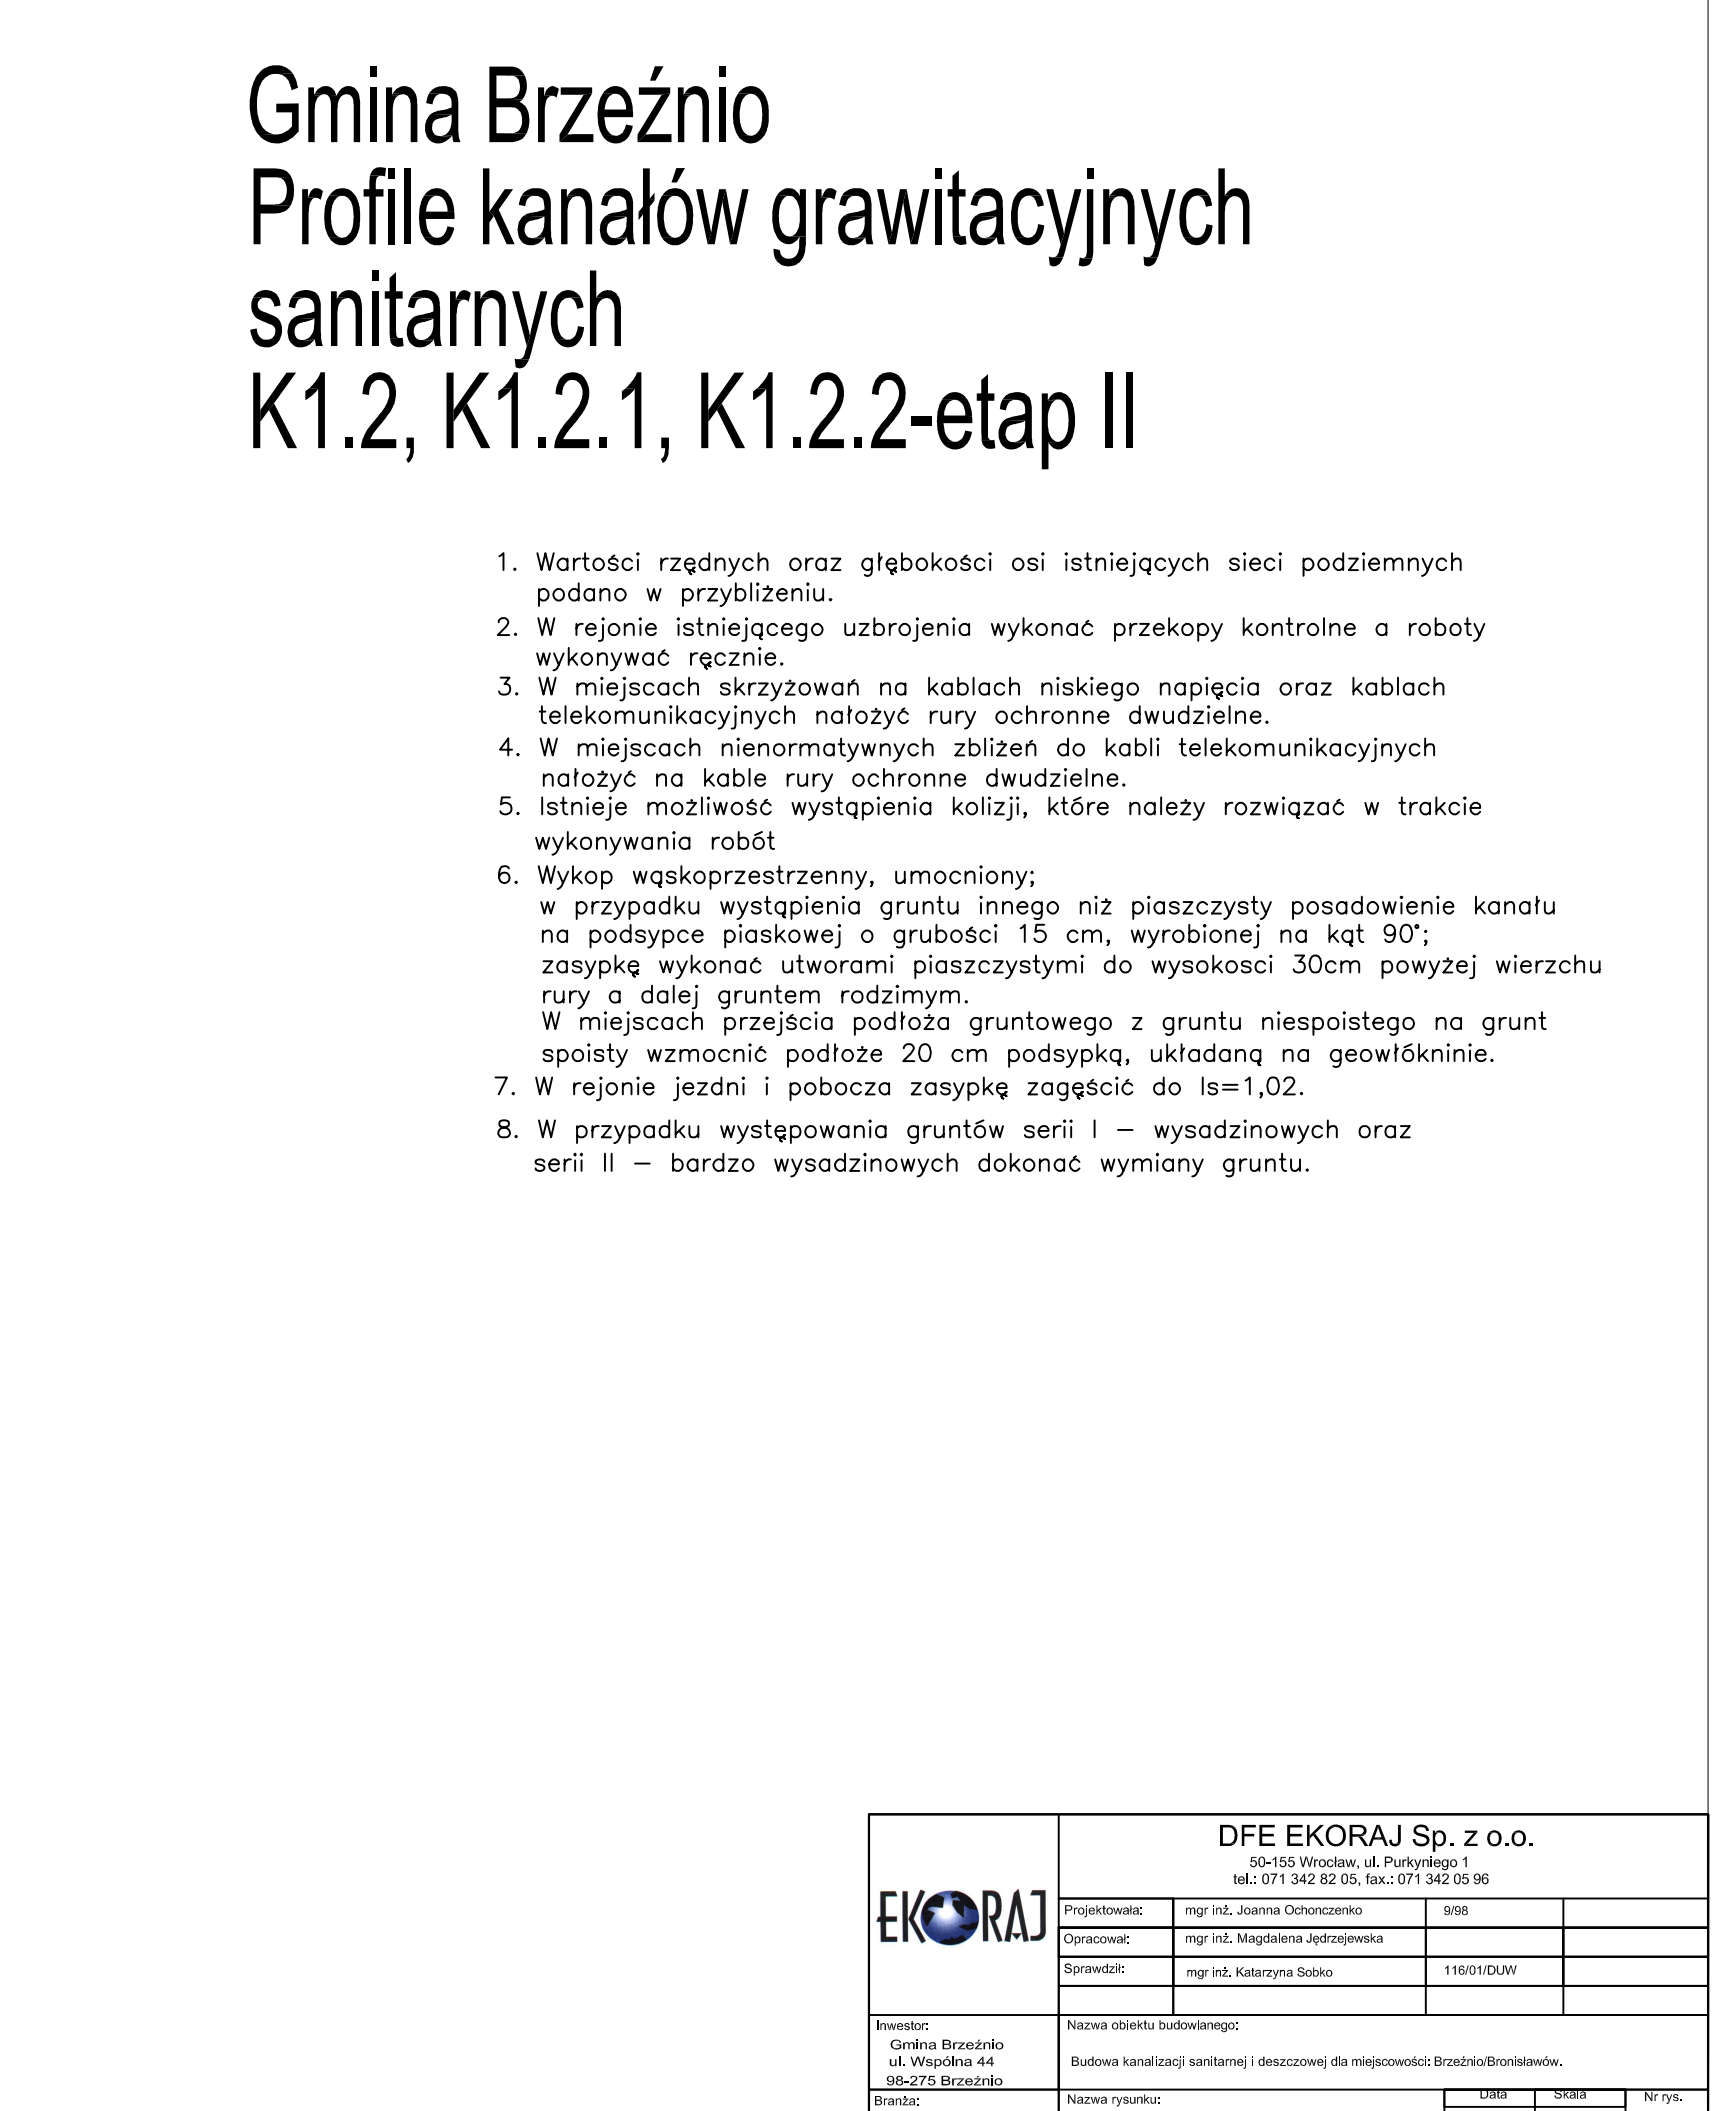 Gmina Brzeźnio
Profile kanałów grawitacyjnych
sanitarnych
K1.2, K1.2.1, K1.2.2-etap II
1. Wartości rzędnych oraz głębokości osi istniejących sieci podziemnych
podano w przybliżeniu.
2. W rejonie istniejącego uzbrojenia wykonać przekopy kontrolne a roboty
wykonywać ręcznie.
3. W miejscach skrzyżowań na kablach niskiego napięcia oraz kablach
telekomunikacyjnych nałożyć rury ochronne dwudzielne.
4. W miejscach nienormatywnych zbliżeń do kabli telekomunikacyjnych
nałożyć na kable rury ochronne dwudzielne.
5. Istnieje możliwość wystąpienia kolizji, które należy rozwiązać w trakcie
wykonywania robót
6. Wykop wąskoprzestrzenny, umocniony;
w przypadku wystąpienia gruntu innego niż piaszczysty posadowienie kanału
na podsypce piaskowej o grubości 15 cm, wyrobionej na kąt 90°;
zasypkę wykonać utworami piaszczystymi do wysokosci 30cm powyżej wierzchu
rury a dalej gruntem rodzimym.
W miejscach przejścia podłoża gruntowego z gruntu niespoistego na grunt
spoisty wzmocnić podłoże 20 cm podsypką, układaną na geowłókninie.
7. W rejonie jezdni i pobocza zasypkę zagęścić do Is=1,02.
8. W przypadku występowania gruntów serii I – wysadzinowych oraz
serii II – bardzo wysadzinowych dokonać wymiany gruntu.
EKORAJ
DFE EKORAJ Sp. z o.o.
50-155 Wrocław, ul. Purkyniego 1
tel.: 071 342 82 05, fax.: 071 342 05 96
Projektowała: mgr inż. Joanna Ochonczenko 9/98
Opracował: mgr inż. Magdalena Jędrzejewska
Sprawdził: mgr inż. Katarzyna Sobko 116/01/DUW
Inwestor:
Gmina Brzeźnio
ul. Wspólna 44
98-275 Brzeźnio
Nazwa obiektu budowlanego:
Budowa kanalizacji sanitarnej i deszczowej dla miejscowości: Brzeźnio/Bronisławów.
Branża: Nazwa rysunku: Data Skala Nr rys.